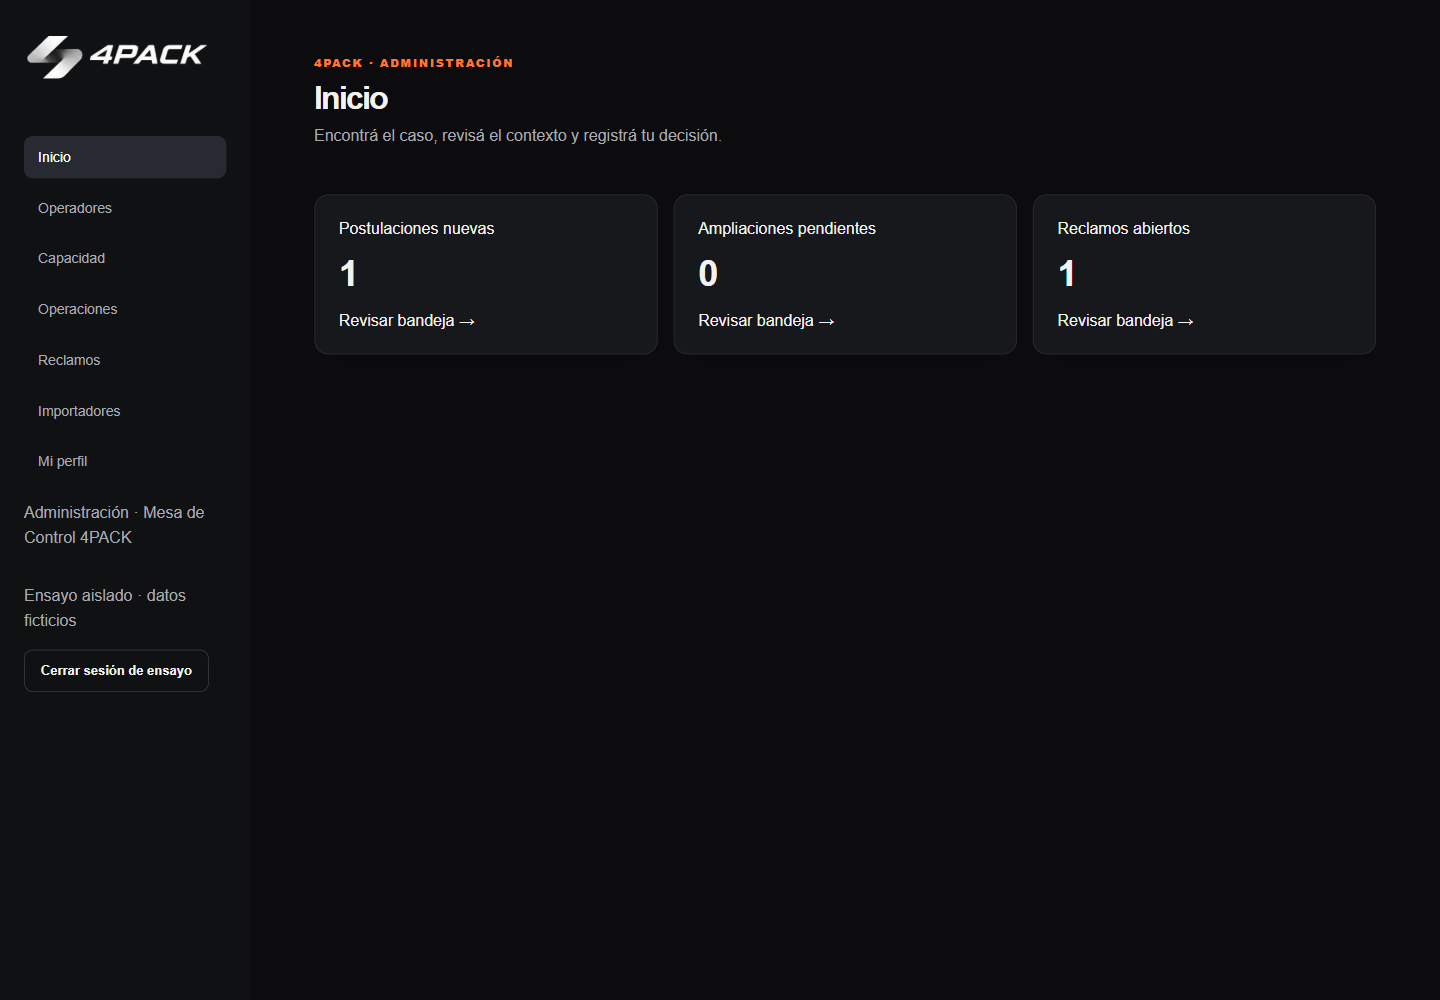 4PACK
Inicio
Operadores
Capacidad
Operaciones
Reclamos
Importadores
Mi perfil
Administración · Mesa de
Control 4PACK
Ensayo aislado · datos
ficticios
Cerrar sesión de ensayo
4PACK · ADMINISTRACIÓN
Inicio
Encontrá el caso, revisá el contexto y registrá tu decisión.
Postulaciones nuevas
1
Revisar bandeja →
Ampliaciones pendientes
0
Revisar bandeja →
Reclamos abiertos
1
Revisar bandeja →